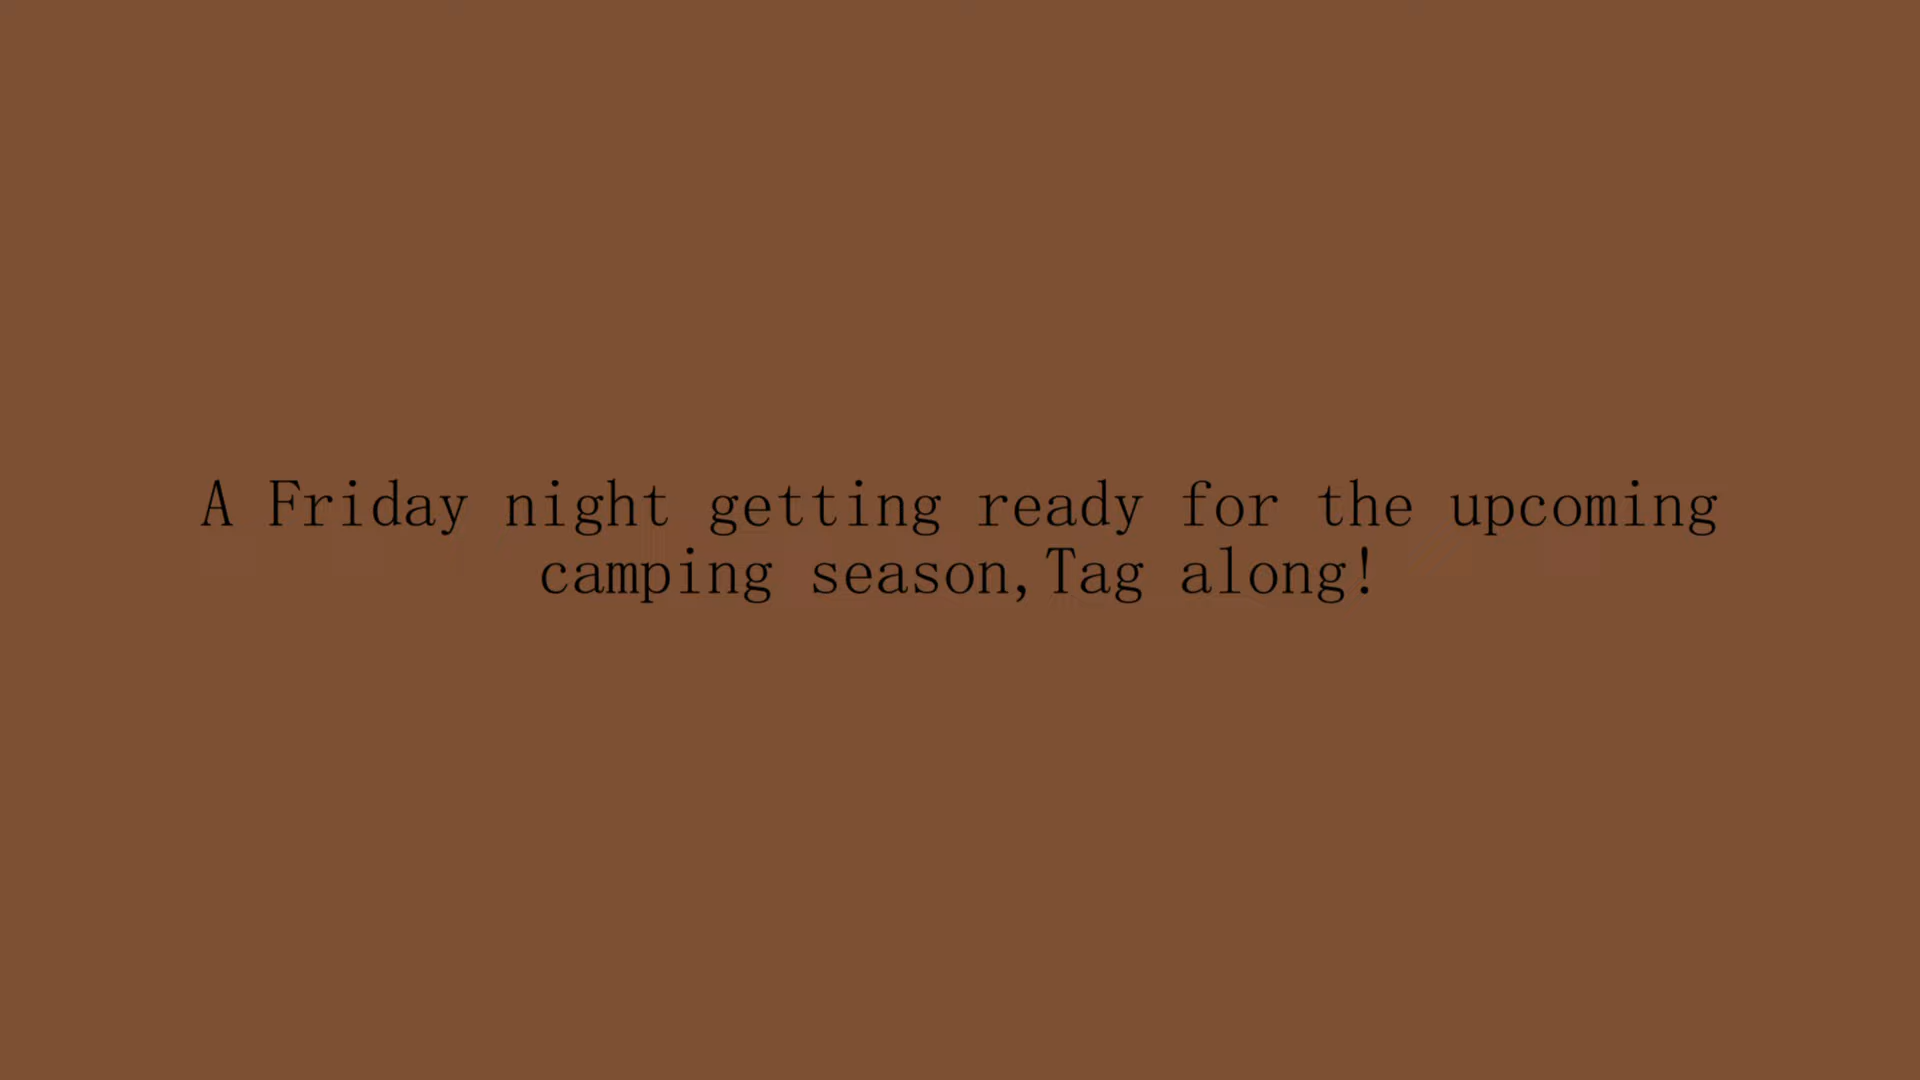 A Friday night getting ready for the upcoming
camping season,Tag along!